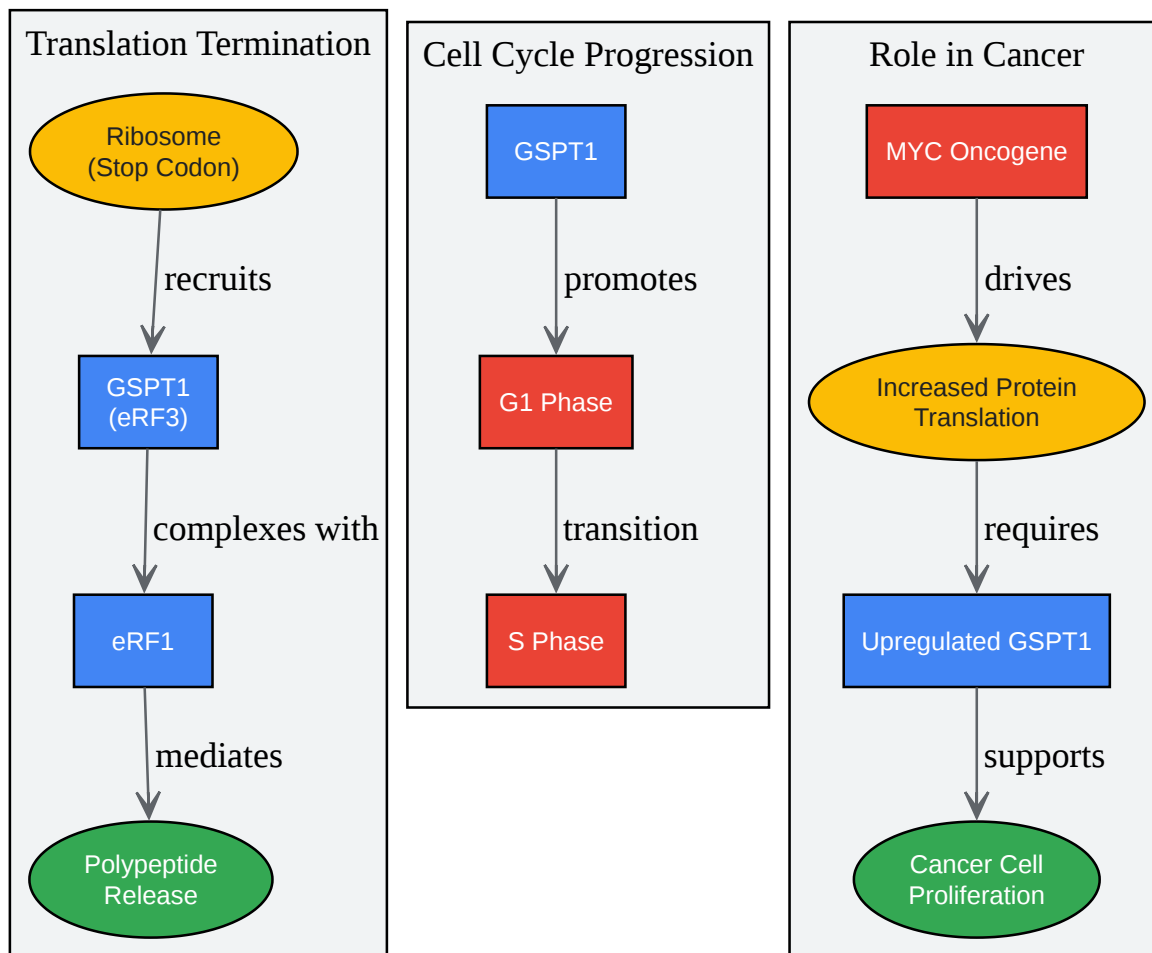 Translation Termination
Ribosome
(Stop Codon)
recruits
GSPT1
(eRF3)
complexes with
eRF1
mediates
Polypeptide
Release
Cell Cycle Progression
GSPT1
promotes
G1 Phase
transition
S Phase
Role in Cancer
MYC Oncogene
drives
Increased Protein
Translation
requires
Upregulated GSPT1
supports
Cancer Cell
Proliferation